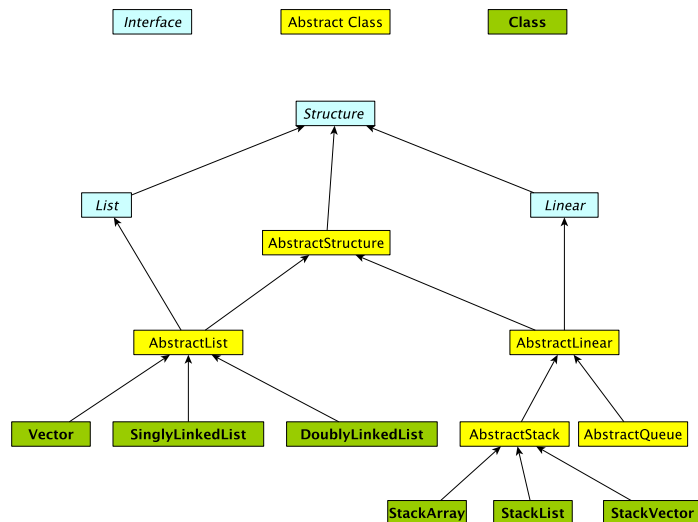 Interface
Abstract Class
Class
Structure
List
Linear
AbstractStructure
AbstractList
AbstractLinear
Vector
SinglyLinkedList
DoublyLinkedList
AbstractStack
AbstractQueue
StackArray
StackList
StackVector